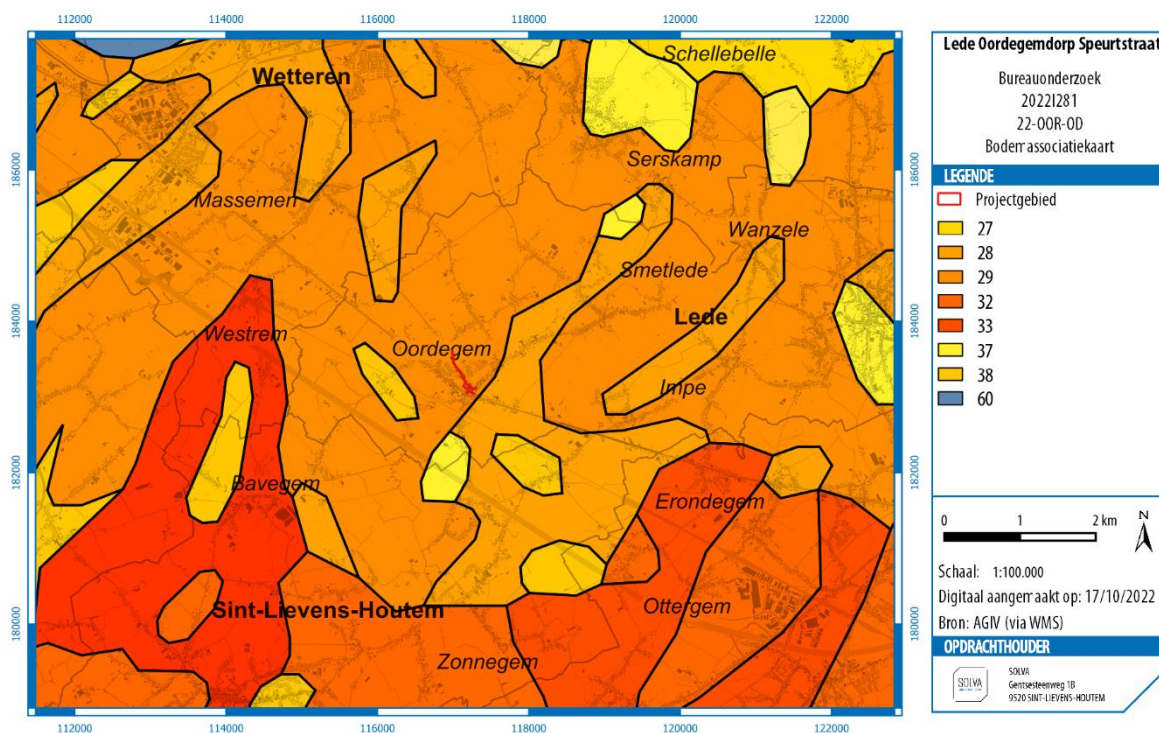 112000 114000 116000 118000 120000 122000
Schellebelle
Wetteren
186000 186000
Serskamp
Massemen
Wanzele
Smetlede
184000 184000
Westrem
Lede
Oordegem
Impe
182000 182000
Bavegem
Erondegem
180000 180000
Sint-Lievens-Houtem
Ottergem
Zonnegem
112000 114000 116000 118000 120000 122000
Lede Oordegemdorp Speurtstraat
Bureauonderzoek
2022I281
22-OOR-OD
Bodemassociatiekaart
LEGENDE
Projectgebied
27
28
29
32
33
37
38
60
0 1 2 km
N
Schaal: 1:100.000
Digitaal aangemaakt op: 17/10/2022
Bron: AGIV (via WMS)
OPDRACHTHOUDER
SOLVA
SOLVA
Gentsesteenweg 1B
9520 SINT-LIEVENS-HOUTEM